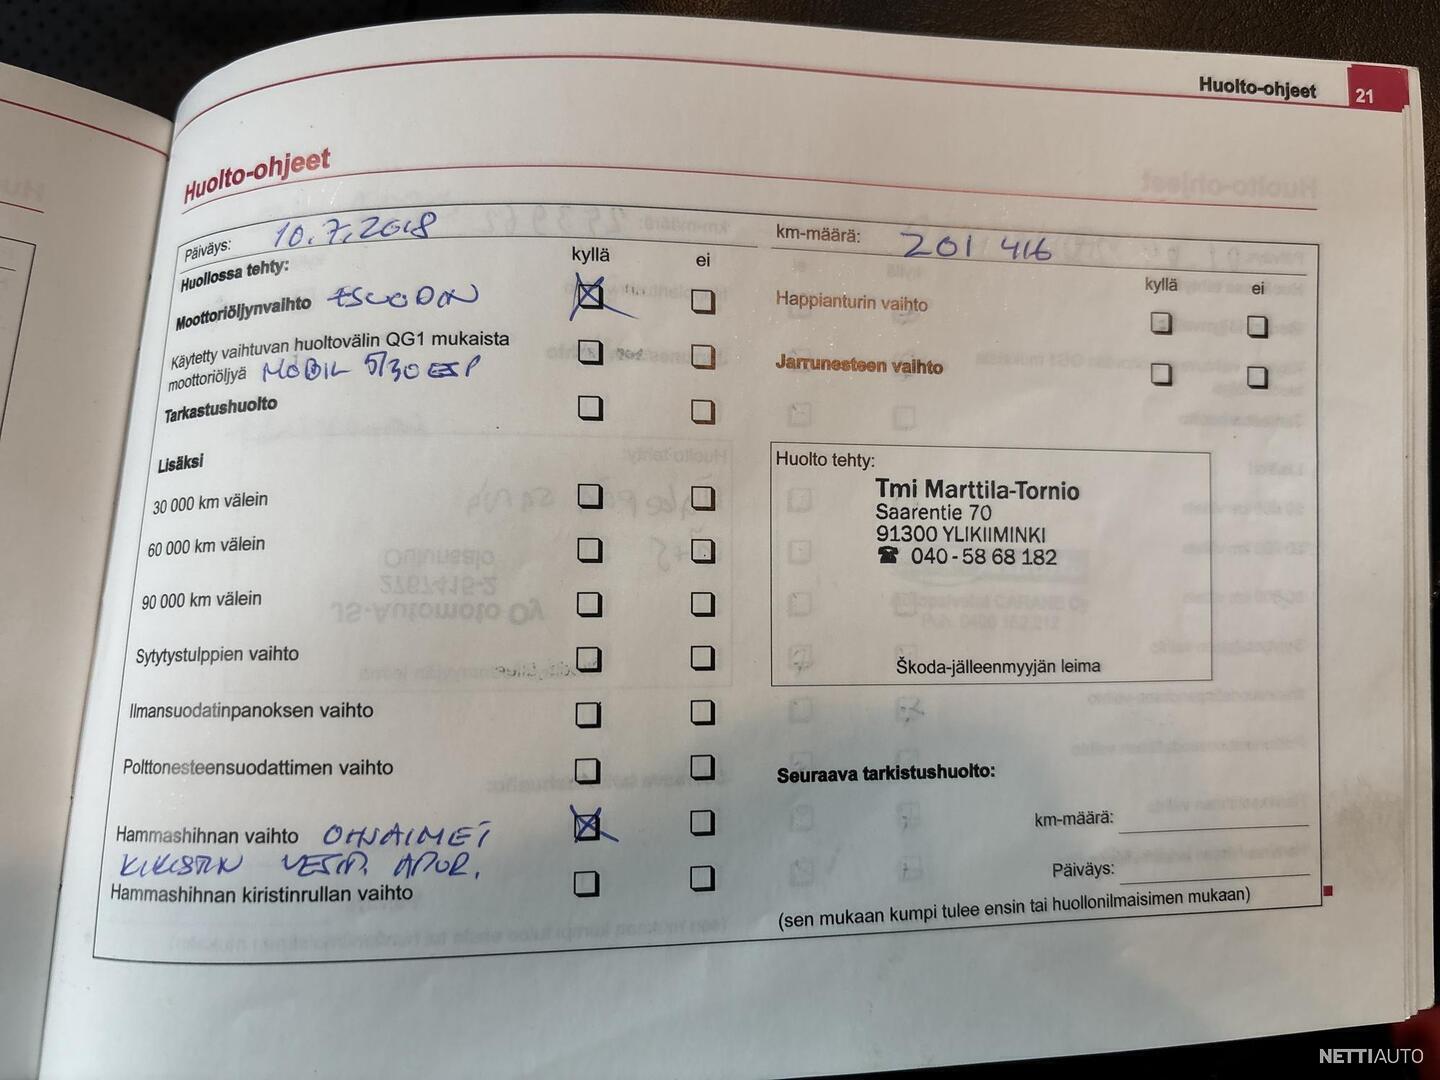 Huolto-ohjeet 21
Huolto-ohjeet
Päiväys: 10.7.2018
km-määrä: 201 416
Huollossa tehty: kyllä ei
Moottoriöljynvaihto
Käytetty vaihtuvan huoltovälin QG1 mukaista
moottoriöljyä MOBIL 5/30 ESP
Tarkastushuolto
Lisäksi
30 000 km välein
60 000 km välein
90 000 km välein
Sytytystulppien vaihto
Ilmansuodatinpanoksen vaihto
Polttonesteensuodattimen vaihto
Hammashihnan vaihto OHJAIMET
KIRISTIN VESIP. APUR.
Hammashihnan kiristinrullan vaihto
kyllä ei
Happianturin vaihto
Jarrunesteen vaihto
Huolto tehty:
Tmi Marttila-Tornio
Saarentie 70
91300 YLIKIIMINKI
☎ 040-58 68 182
Škoda-jälleenmyyjän leima
Seuraava tarkistushuolto:
km-määrä:
Päiväys:
(sen mukaan kumpi tulee ensin tai huollonilmaisimen mukaan)
NETTIAUTO